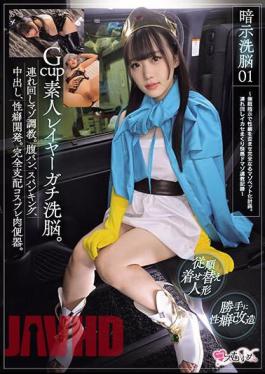 暗示洗脳01
Gcup素人レイヤーガチ洗脳。
連れ回しマゾ調教。腹パン、スパンキング、
中出し、性癖開発。完全支配コスプレ肉便器。
従順
着せ替え
人形
勝手に
性癖改造
JAVHD